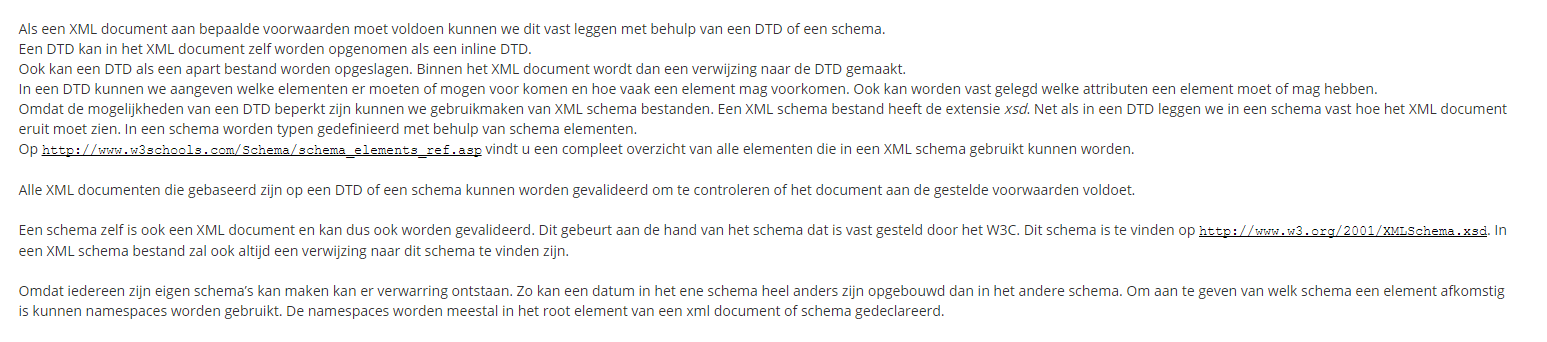 Als een XML document aan bepaalde voorwaarden moet voldoen kunnen we dit vast leggen met behulp van een DTD of een schema.
Een DTD kan in het XML document zelf worden opgenomen als een inline DTD.
Ook kan een DTD als een apart bestand worden opgeslagen. Binnen het XML document wordt dan een verwijzing naar de DTD gemaakt.
In een DTD kunnen we aangeven welke elementen er moeten of mogen voor komen en hoe vaak een element mag voorkomen. Ook kan worden vast gelegd welke attributen een element moet of mag hebben.
Omdat de mogelijkheden van een DTD beperkt zijn kunnen we gebruikmaken van XML schema bestanden. Een XML schema bestand heeft de extensie xsd. Net als in een DTD leggen we in een schema vast hoe het XML document
eruit moet zien. In een schema worden typen gedefinieerd met behulp van schema elementen.
Op http://www.w3schools.com/Schema/schema_elements_ref.asp vindt u een compleet overzicht van alle elementen die in een XML schema gebruikt kunnen worden.
Alle XML documenten die gebaseerd zijn op een DTD of een schema kunnen worden gevalideerd om te controleren of het document aan de gestelde voorwaarden voldoet.
Een schema zelf is ook een XML document en kan dus ook worden gevalideerd. Dit gebeurt aan de hand van het schema dat is vast gesteld door het W3C. Dit schema is te vinden op http://www.w3.org/2001/XMLSchema.xsd. In
een XML schema bestand zal ook altijd een verwijzing naar dit schema te vinden zijn.
Omdat iedereen zijn eigen schema's kan maken kan er verwarring ontstaan. Zo kan een datum in het ene schema heel anders zijn opgebouwd dan in het andere schema. Om aan te geven van welk schema een element afkomstig
is kunnen namespaces worden gebruikt. De namespaces worden meestal in het root element van een xml document of schema gedeclareerd.